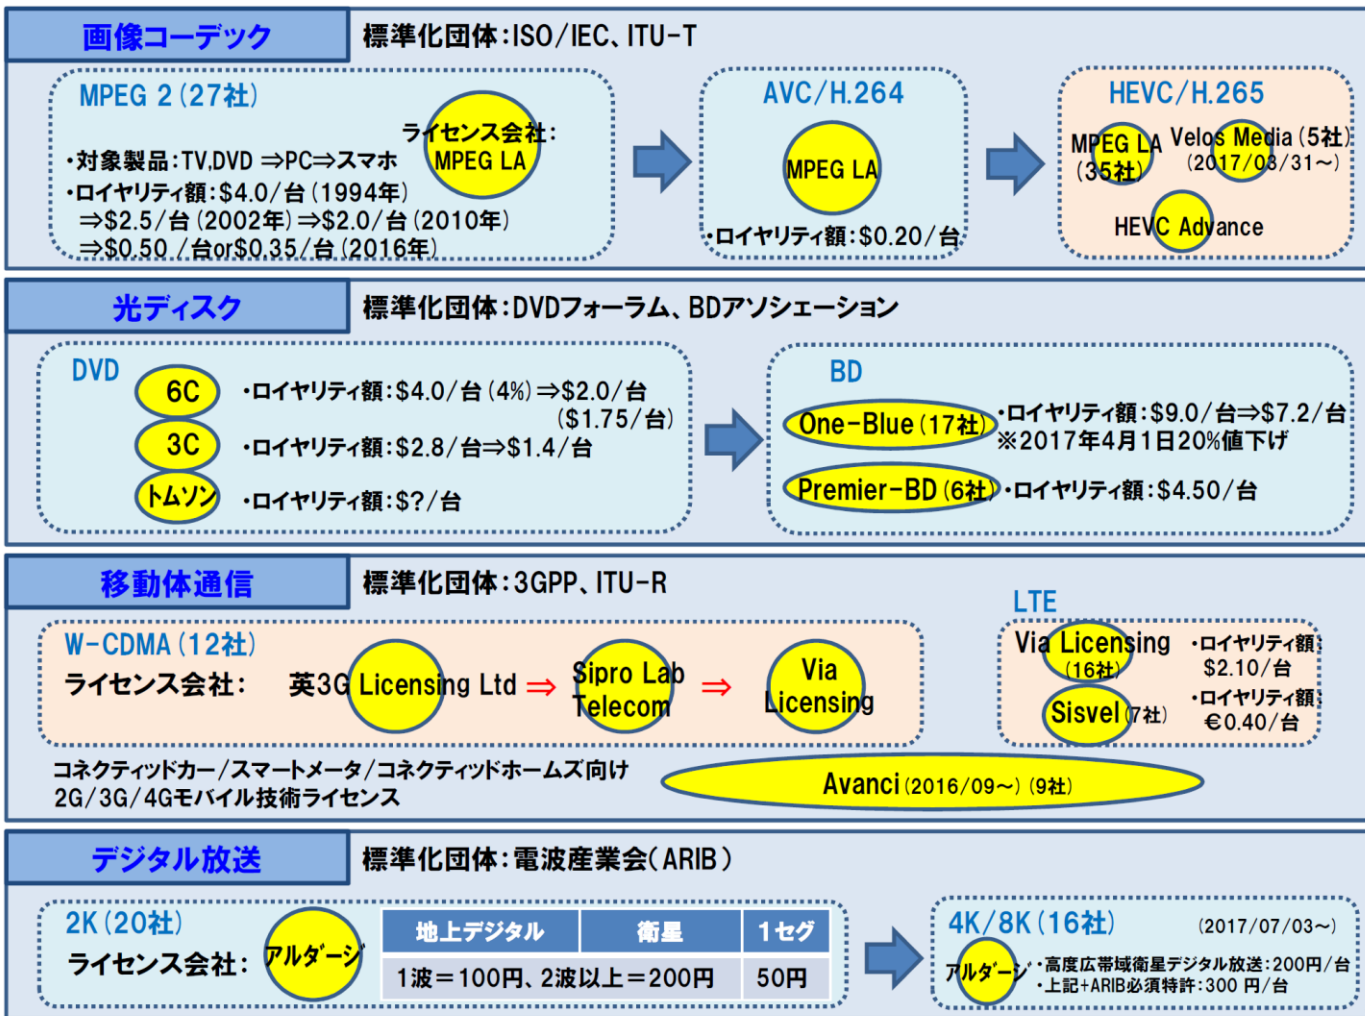 画像コーデック
標準化団体:ISO/IEC、ITU-T
MPEG 2(27社)
ライセンス会社:
MPEG LA
・対象製品:TV,DVD ⇒PC⇒スマホ
・ロイヤリティ額:$4.0/台(1994年)
⇒$2.5/台(2002年)⇒$2.0/台(2010年)
⇒$0.50 /台or$0.35/台(2016年)
AVC/H.264
MPEG LA
・ロイヤリティ額:$0.20/台
HEVC/H.265
MPEG LA
(35社)
Velos Media(5社)
(2017/03/31~)
HEVC Advance
光ディスク
標準化団体:DVDフォーラム、BDアソシェーション
DVD
6C
・ロイヤリティ額:$4.0/台(4%)⇒$2.0/台
($1.75/台)
3C
・ロイヤリティ額:$2.8/台⇒$1.4/台
トムソン
・ロイヤリティ額:$?/台
BD
One-Blue(17社)
・ロイヤリティ額:$9.0/台⇒$7.2/台
※2017年4月1日20%値下げ
Premier-BD(6社)
・ロイヤリティ額:$4.50/台
移動体通信
標準化団体:3GPP、ITU-R
W-CDMA(12社)
ライセンス会社:
英3G Licensing Ltd
⇒
Sipro Lab
Telecom
⇒
Via
Licensing
LTE
Via Licensing
(16社)
・ロイヤリティ額:
$2.10/台
Sisvel(7社)
・ロイヤリティ額:
€0.40/台
コネクティッドカー/スマートメータ/コネクティッドホームズ向け
2G/3G/4Gモバイル技術ライセンス
Avanci(2016/09~)(9社)
デジタル放送
標準化団体:電波産業会(ARIB)
2K(20社)
ライセンス会社:
アルダージ
地上デジタル 衛星 1セグ
1波=100円、2波以上=200円 50円
4K/8K(16社)
(2017/07/03~)
アルダージ
・高度広帯域衛星デジタル放送:200円/台
・上記+ARIB必須特許:300 円/台